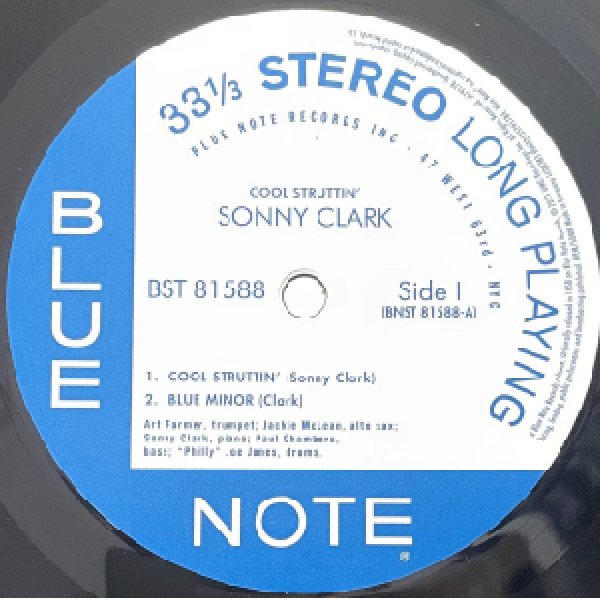 33⅓ STEREO LONG PLAYING
BLUE NOTE RECORDS INC · 47 WEST 63rd · NYC
COOL STRUTTIN'
SONNY CLARK
BST 81588
Side 1
(BNST 81588-A)
1. COOL STRUTTIN' (Sonny Clark)
2. BLUE MINOR (Clark)
Art Farmer, trumpet; Jackie McLean, alto sax;
Sonny Clark, piano; Paul Chambers,
bass; "Philly" Joe Jones, drums.
BLUE
NOTE
®